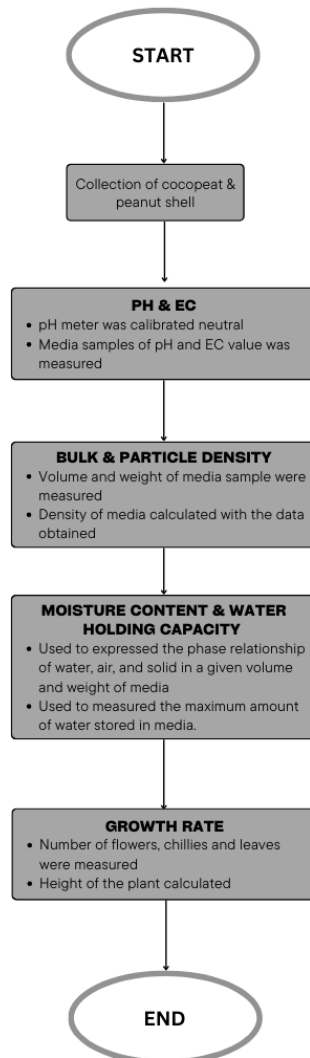 START
Collection of cocopeat &
peanut shell
PH & EC
• pH meter was calibrated neutral
• Media samples of pH and EC value was
measured
BULK & PARTICLE DENSITY
• Volume and weight of media sample were
measured
• Density of media calculated with the data
obtained
MOISTURE CONTENT & WATER
HOLDING CAPACITY
• Used to expressed the phase relationship
of water, air, and solid in a given volume
and weight of media
• Used to measured the maximum amount
of water stored in media.
GROWTH RATE
• Number of flowers, chillies and leaves
were measured
• Height of the plant calculated
END